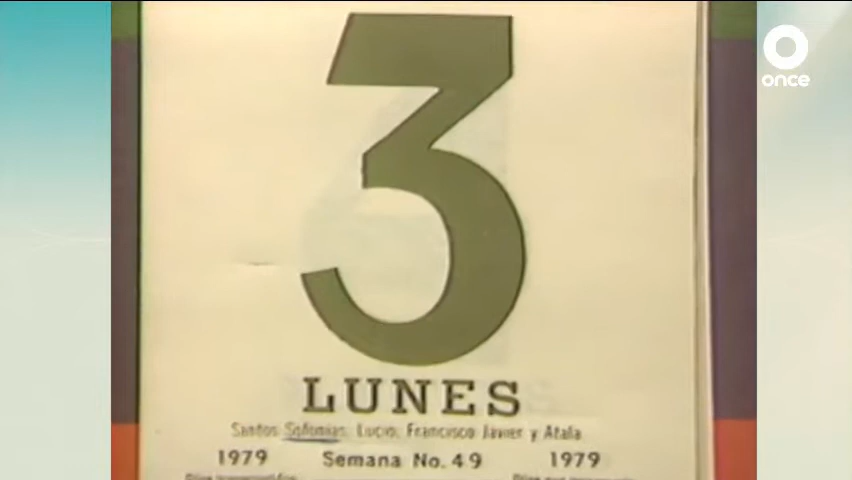 once
3
LUNES
Santos Sofonías, Lucio, Francisco Javier y Atala
1979 Semana No. 49 1979